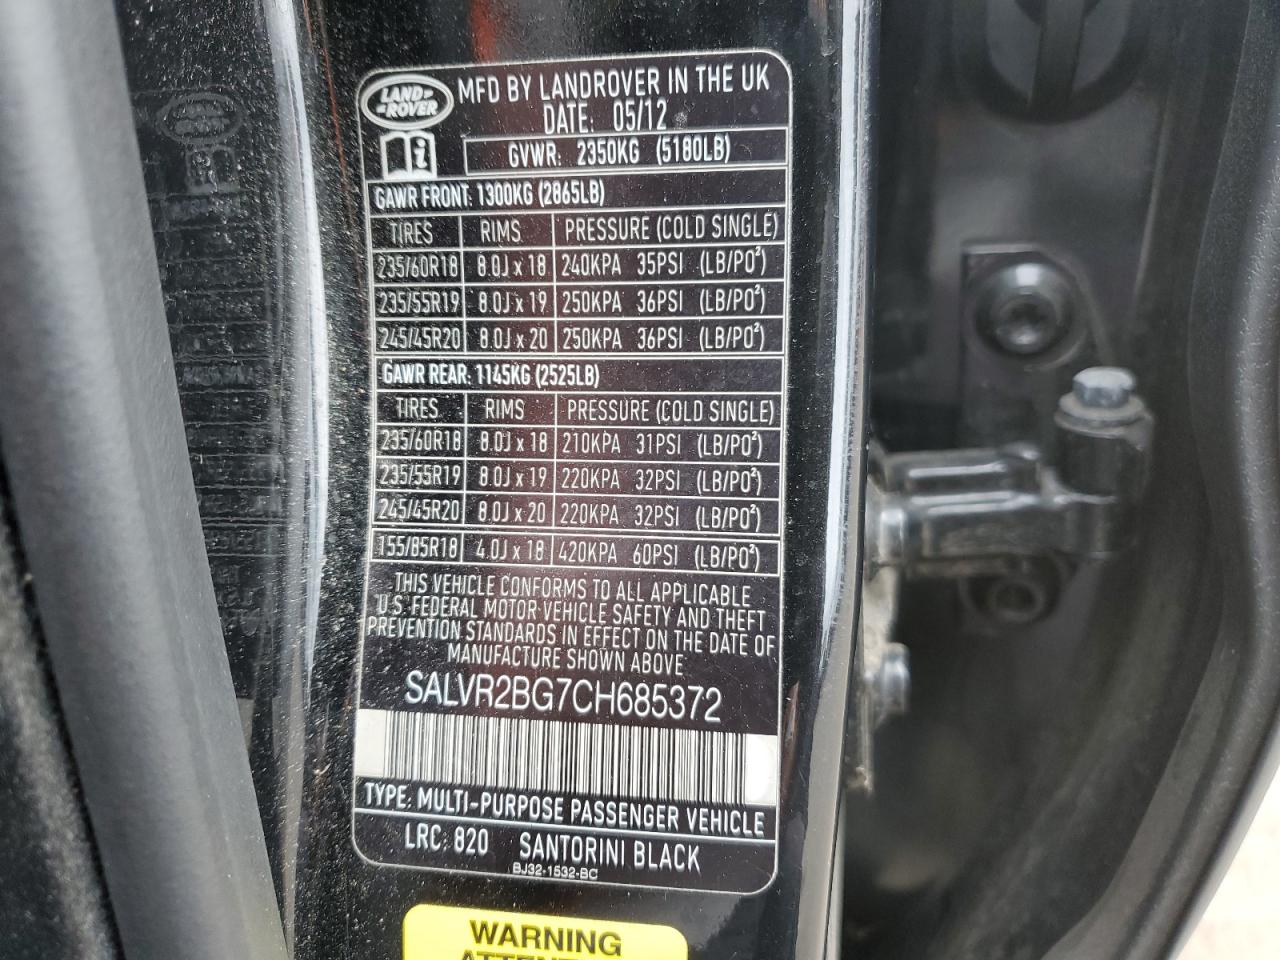 LAND ROVER
MFD BY LANDROVER IN THE UK
DATE: 05/12
GVWR: 2350KG (5180LB)
GAWR FRONT: 1300KG (2865LB)
TIRES RIMS PRESSURE (COLD SINGLE)
235/60R18 8.0J x 18 240KPA 35PSI (LB/PO²)
235/55R19 8.0J x 19 250KPA 36PSI (LB/PO²)
245/45R20 8.0J x 20 250KPA 36PSI (LB/PO²)
GAWR REAR: 1145KG (2525LB)
TIRES RIMS PRESSURE (COLD SINGLE)
235/60R18 8.0J x 18 210KPA 31PSI (LB/PO²)
235/55R19 8.0J x 19 220KPA 32PSI (LB/PO²)
245/45R20 8.0J x 20 220KPA 32PSI (LB/PO²)
155/85R18 4.0J x 18 420KPA 60PSI (LB/PO²)
THIS VEHICLE CONFORMS TO ALL APPLICABLE
U.S. FEDERAL MOTOR VEHICLE SAFETY AND THEFT
PREVENTION STANDARDS IN EFFECT ON THE DATE OF
MANUFACTURE SHOWN ABOVE
SALVR2BG7CH685372
TYPE: MULTI-PURPOSE PASSENGER VEHICLE
LRC: 820 SANTORINI BLACK
BJ32-1532-BC
WARNING